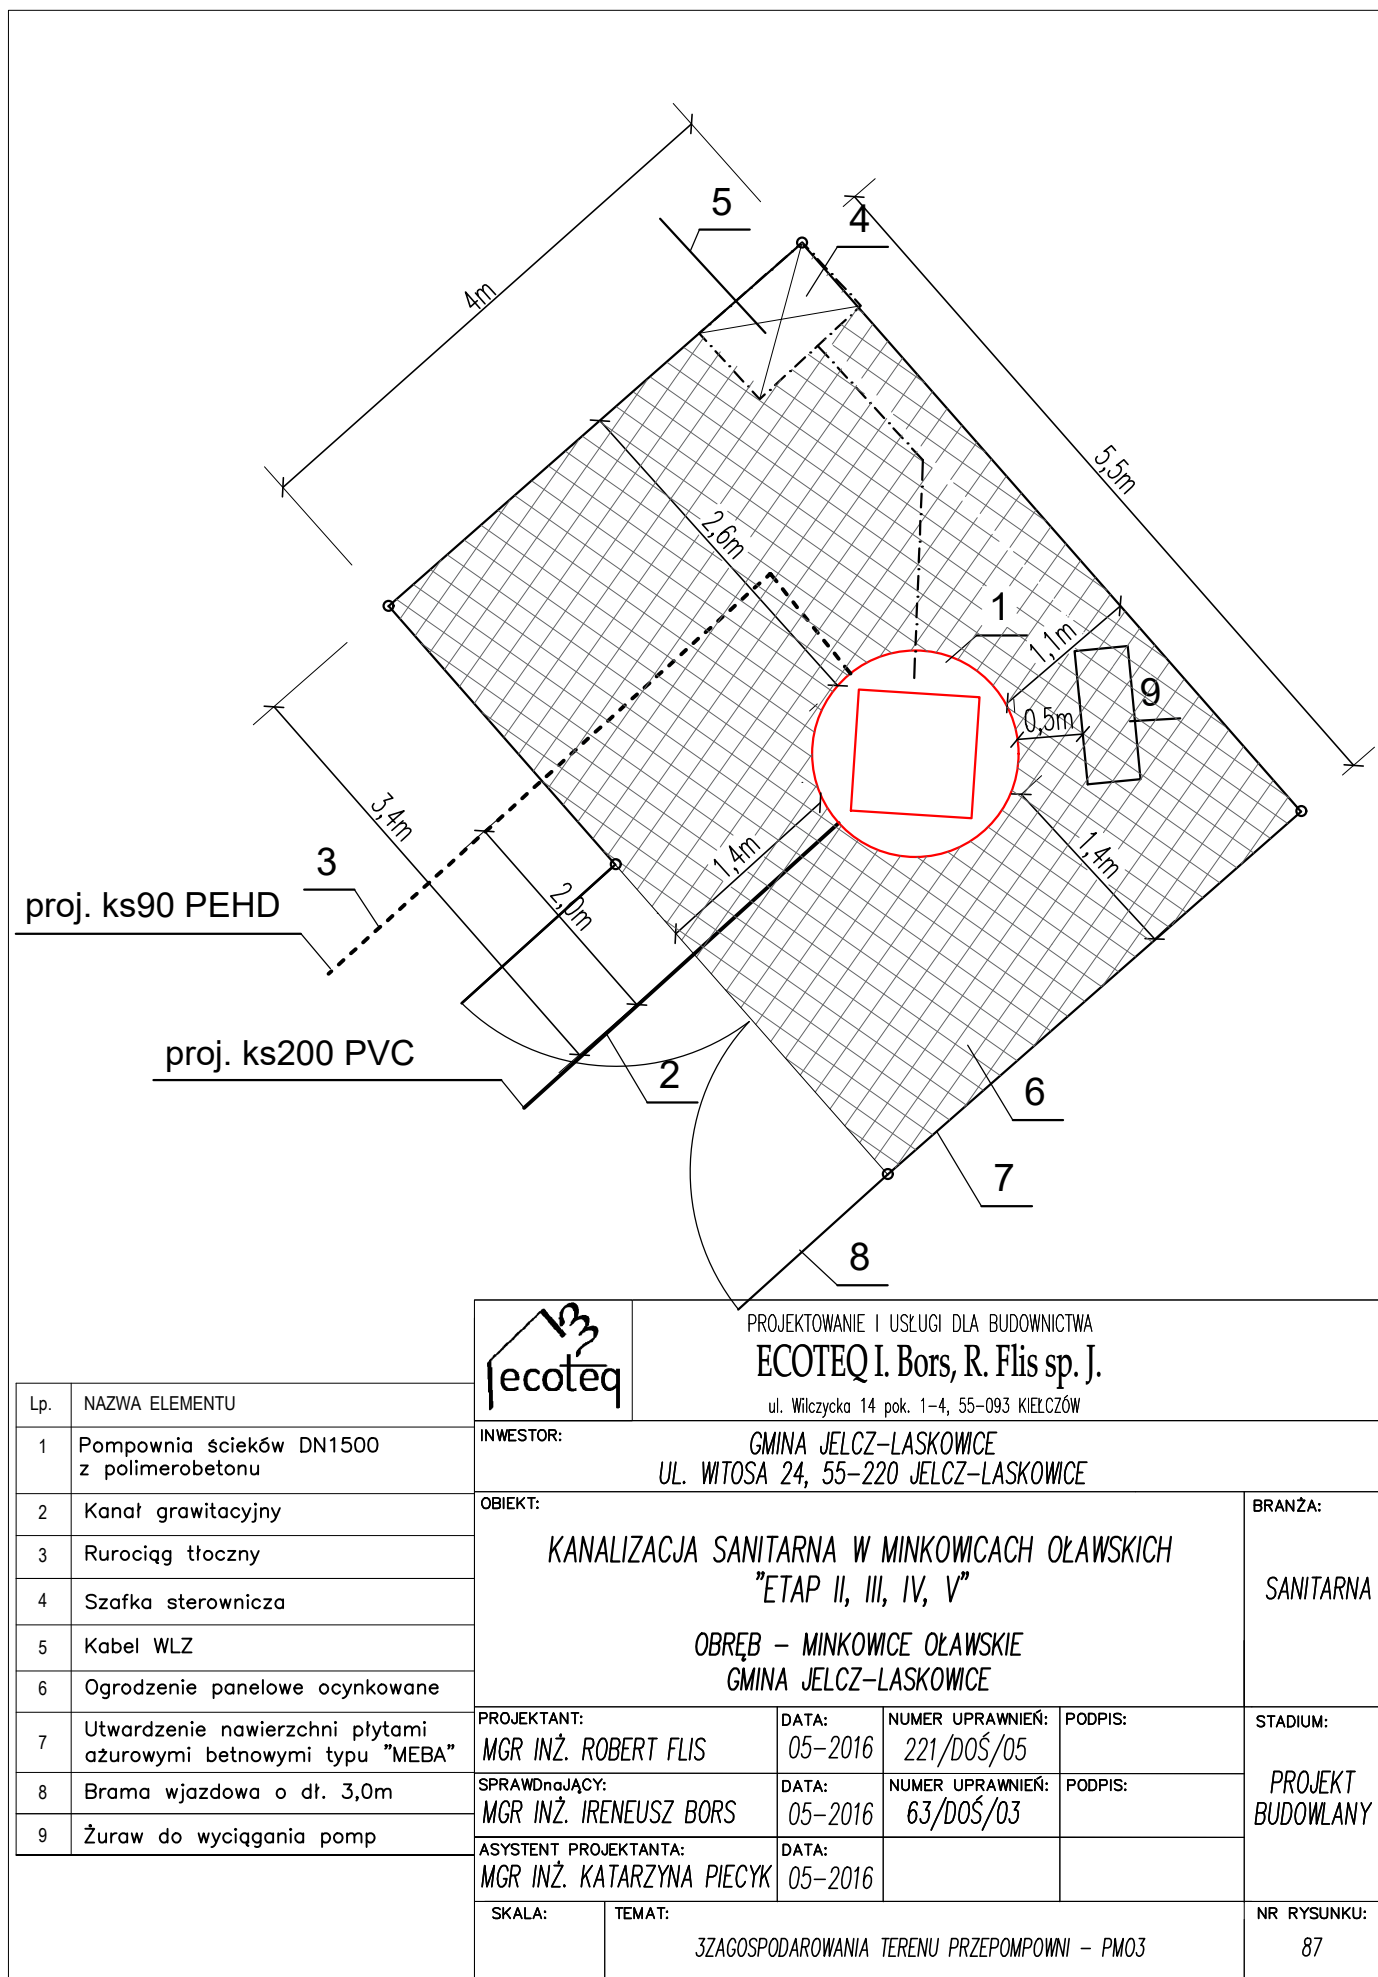 5
4
4m
5,5m
2,6m
1
1,1m
9
0,5m
3,4m
3
1,4m
1,4m
2,0m
proj. ks90 PEHD
proj. ks200 PVC
2
6
7
8
ecoteq
PROJEKTOWANIE I USŁUGI DLA BUDOWNICTWA
ECOTEQ I. Bors, R. Flis sp. J.
ul. Wilczycka 14 pok. 1-4, 55-093 KIEŁCZÓW
Lp. NAZWA ELEMENTU
1 Pompownia ścieków DN1500
z polimerobetonu
2 Kanał grawitacyjny
3 Rurociąg tłoczny
4 Szafka sterownicza
5 Kabel WLZ
6 Ogrodzenie panelowe ocynkowane
7 Utwardzenie nawierzchni płytami
ażurowymi betnowymi typu "MEBA"
8 Brama wjazdowa o dł. 3,0m
9 Żuraw do wyciągania pomp
INWESTOR:
GMINA JELCZ-LASKOWICE
UL. WITOSA 24, 55-220 JELCZ-LASKOWICE
OBIEKT:
KANALIZACJA SANITARNA W MINKOWICACH OŁAWSKICH
"ETAP II, III, IV, V"
OBRĘB - MINKOWICE OŁAWSKIE
GMINA JELCZ-LASKOWICE
BRANŻA:
SANITARNA
PROJEKTANT: DATA: NUMER UPRAWNIEŃ: PODPIS:
MGR INŻ. ROBERT FLIS 05-2016 221/DOŚ/05
SPRAWDnaJĄCY: DATA: NUMER UPRAWNIEŃ: PODPIS:
MGR INŻ. IRENEUSZ BORS 05-2016 63/DOŚ/03
ASYSTENT PROJEKTANTA: DATA:
MGR INŻ. KATARZYNA PIECYK 05-2016
STADIUM:
PROJEKT
BUDOWLANY
SKALA: TEMAT:
3ZAGOSPODAROWANIA TERENU PRZEPOMPOWNI - PM03
NR RYSUNKU:
87